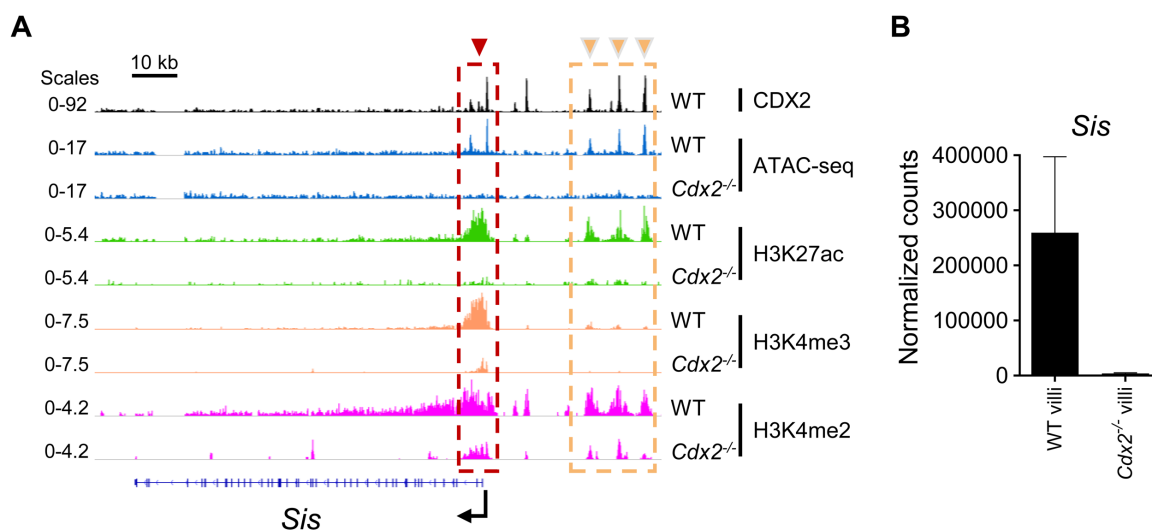 A
10 kb
Scales
0-92
WT
CDX2
0-17
WT
ATAC-seq
0-17
Cdx2-/-
0-5.4
WT
H3K27ac
0-5.4
Cdx2-/-
0-7.5
WT
H3K4me3
0-7.5
Cdx2-/-
0-4.2
WT
H3K4me2
0-4.2
Cdx2-/-
Sis
B
Sis
Normalized counts
400000
300000
200000
100000
0
WT villi
Cdx2-/- villi